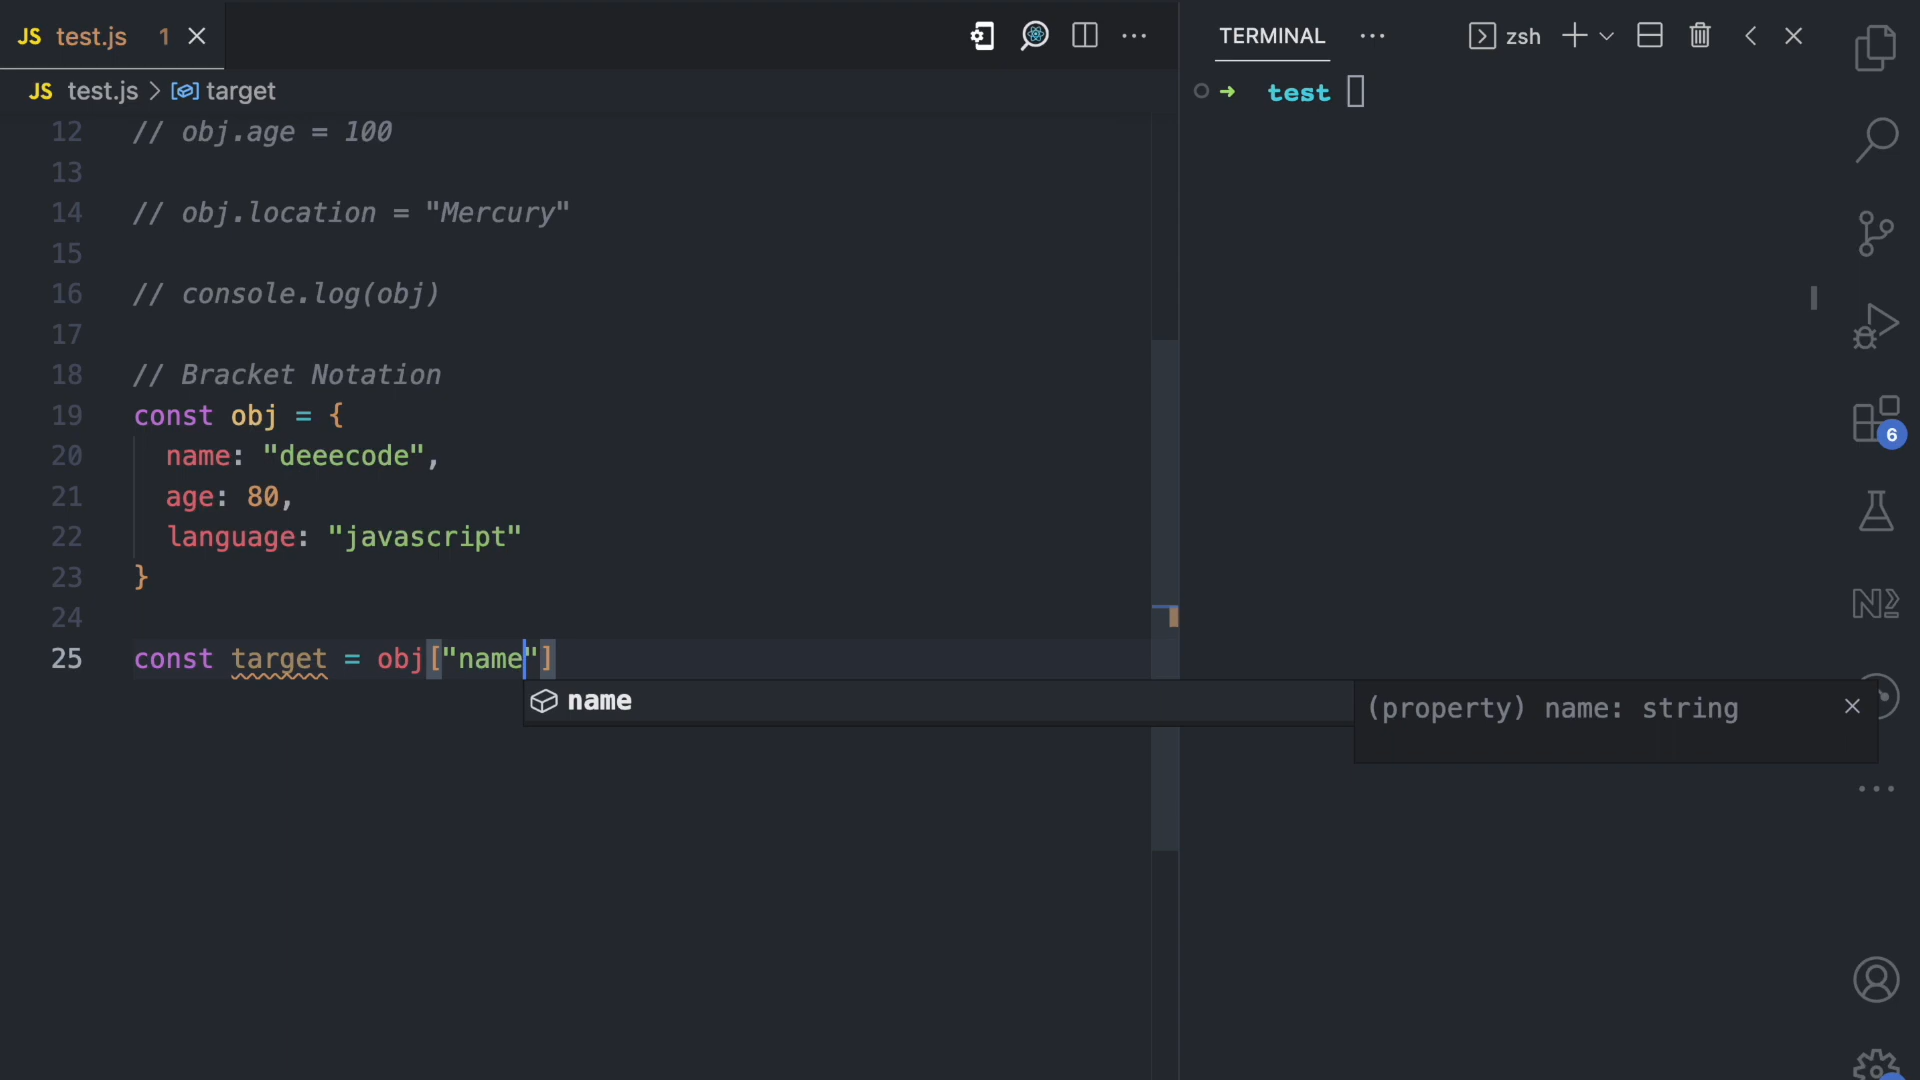 JS test.js 1
TERMINAL
zsh
JS test.js > target
test
12 // obj.age = 100
13
14 // obj.location = "Mercury"
15
16 // console.log(obj)
17
18 // Bracket Notation
19 const obj = {
20 name: "deeecode",
21 age: 80,
22 language: "javascript"
23 }
24
25 const target = obj["name"]
name
(property) name: string
6